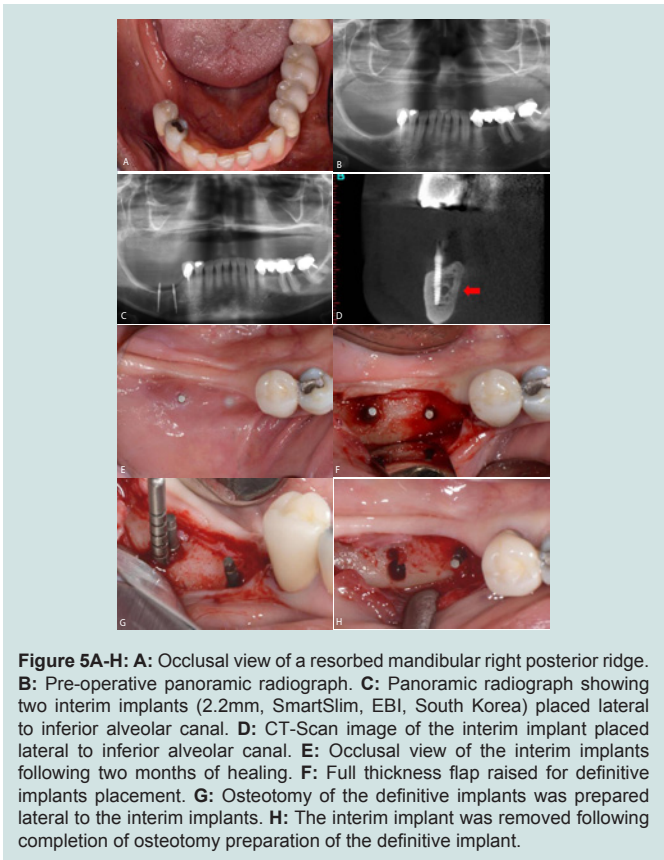 A
B
C
B
D
E
F
G
H
Figure 5A-H: A: Occlusal view of a resorbed mandibular right posterior ridge.
B: Pre-operative panoramic radiograph. C: Panoramic radiograph showing
two interim implants (2.2mm, SmartSlim, EBI, South Korea) placed lateral
to inferior alveolar canal. D: CT-Scan image of the interim implant placed
lateral to inferior alveolar canal. E: Occlusal view of the interim implants
following two months of healing. F: Full thickness flap raised for definitive
implants placement. G: Osteotomy of the definitive implants was prepared
lateral to the interim implants. H: The interim implant was removed following
completion of osteotomy preparation of the definitive implant.